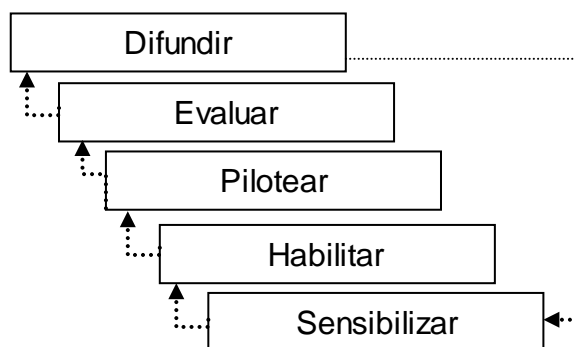 Difundir
Evaluar
Pilotear
Habilitar
Sensibilizar